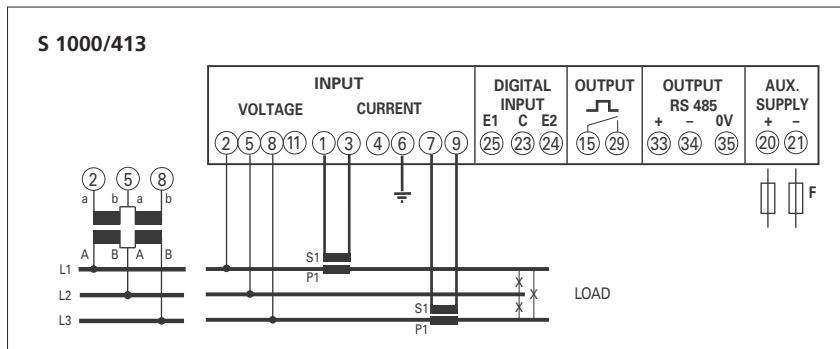 S 1000/413
INPUT
DIGITAL INPUT
OUTPUT
OUTPUT RS 485
AUX. SUPPLY
VOLTAGE CURRENT
E1 C E2
+ – 0V
+ –
2 5 8 11 1 3 4 6 7 9 25 23 24 15 29 33 34 35 20 21
2 5 8
a b a b
F
A B A B
S1
L1
P1
X
L2
X X
LOAD
S1
L3
P1